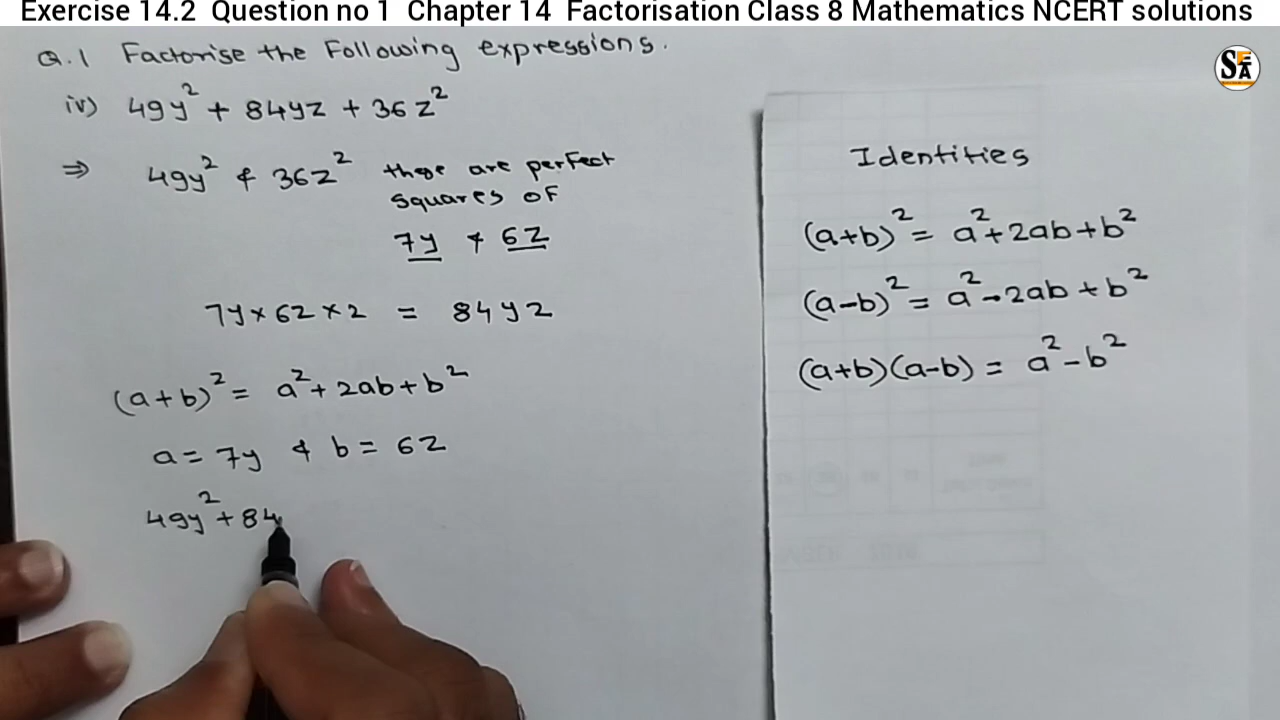 Exercise 14.2 Question no 1 Chapter 14 Factorisation Class 8 Mathematics NCERT solutions
Q.1 Factorise the Following expressions.
iv) 49y² + 84yz + 36z²
⇒ 49y² & 36z² these are perfect
squares of
7y & 6z
7y × 6z × 2 = 84yz
(a+b)² = a² + 2ab + b²
a = 7y & b = 6z
49y² + 84
SFA
Identities
(a+b)² = a² + 2ab + b²
(a-b)² = a² - 2ab + b²
(a+b)(a-b) = a² - b²